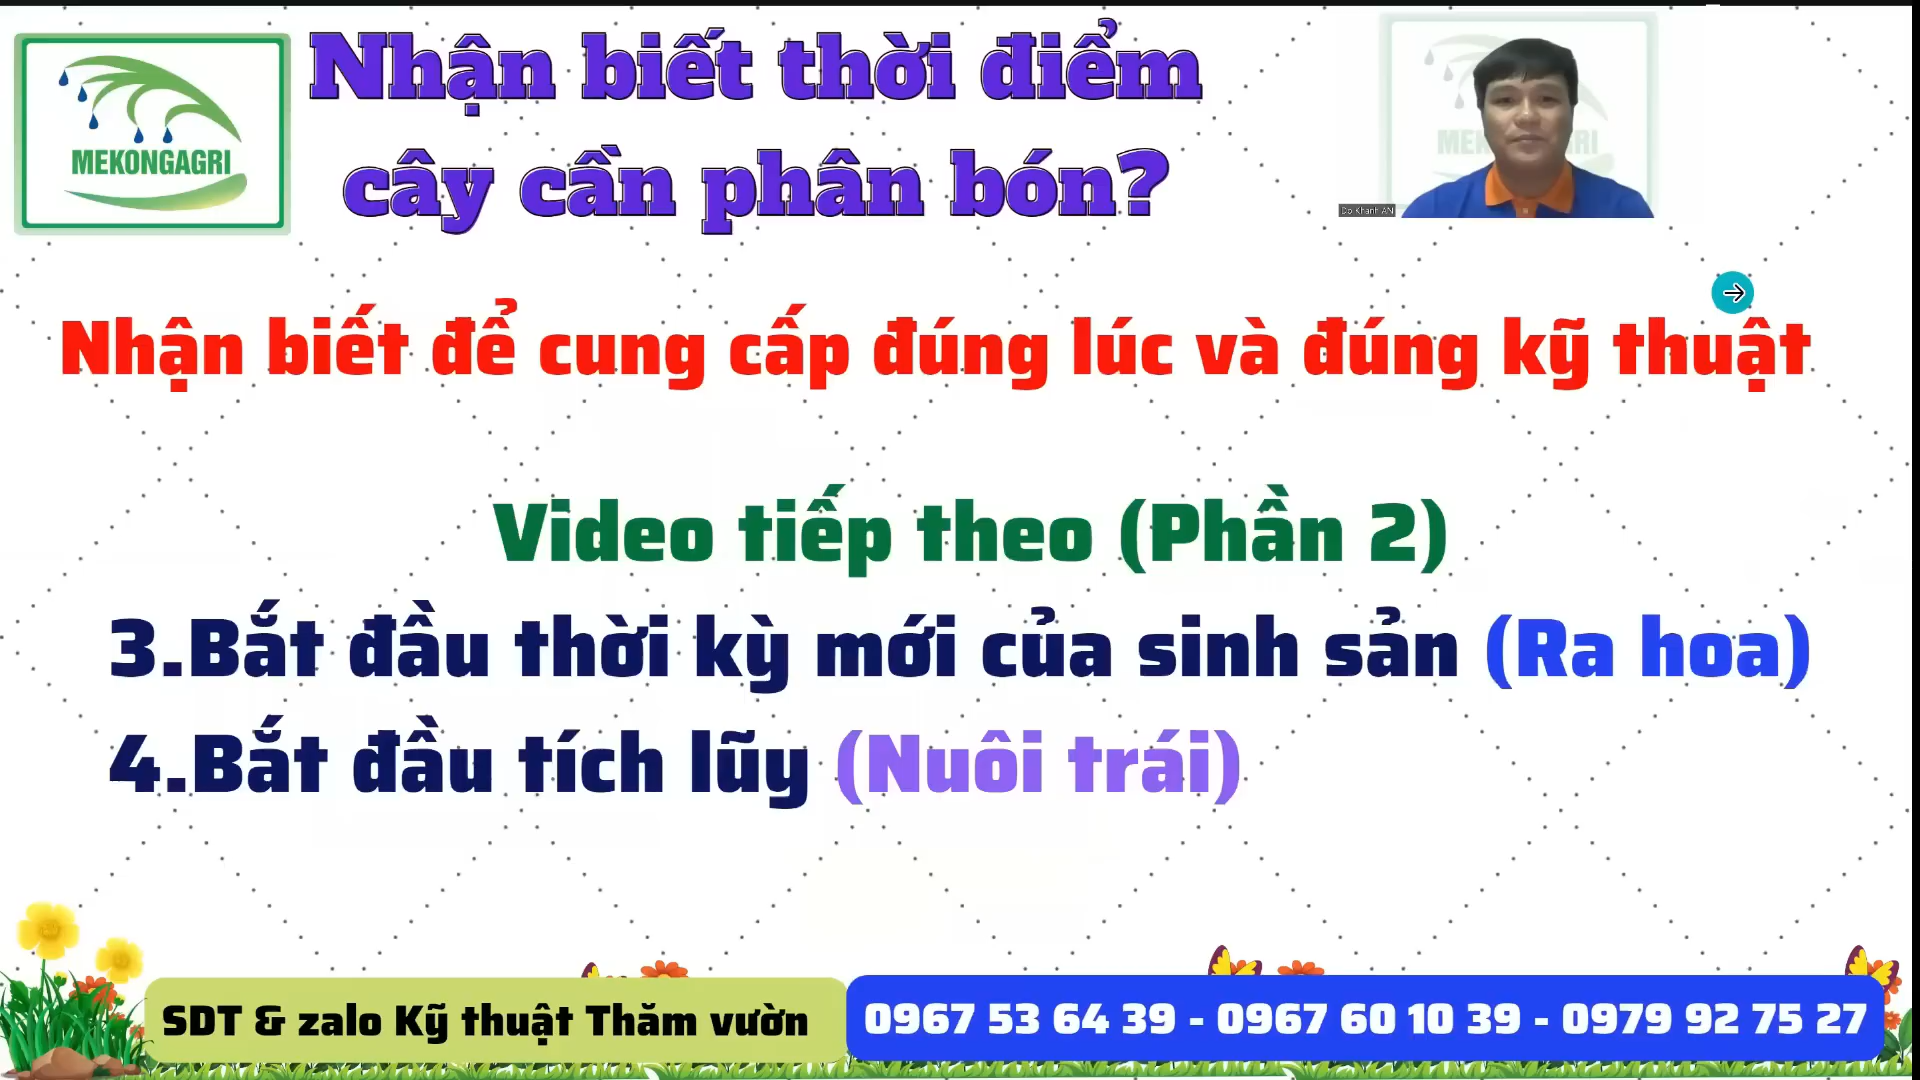 MEKONGAGRI
Nhận biết thời điểm
cây cần phân bón?
Do Khanh AN
Nhận biết để cung cấp đúng lúc và đúng kỹ thuật
Video tiếp theo (Phần 2)
3.Bắt đầu thời kỳ mới của sinh sản (Ra hoa)
4.Bắt đầu tích lũy (Nuôi trái)
SDT & zalo Kỹ thuật Thăm vườn
0967 53 64 39 - 0967 60 10 39 - 0979 92 75 27